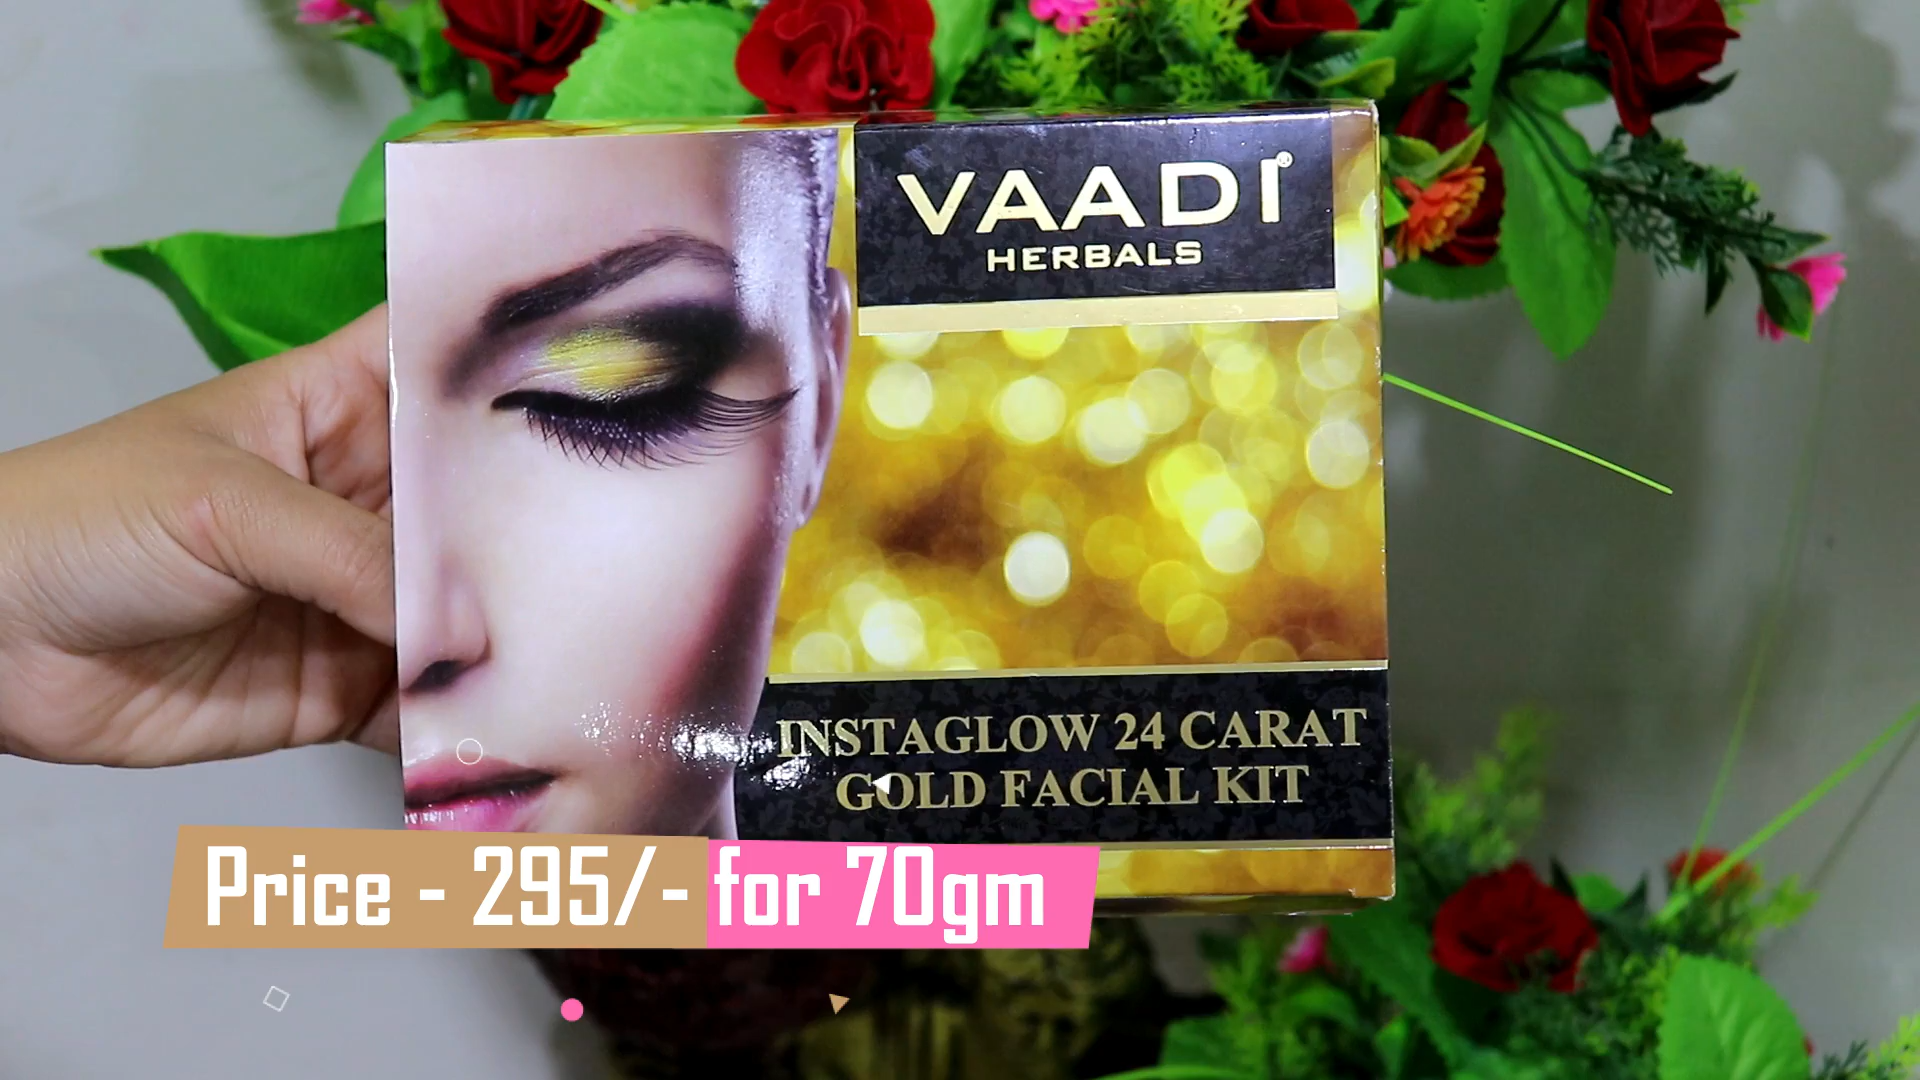 VAADI®
HERBALS
INSTAGLOW 24 CARAT
GOLD FACIAL KIT
Price - 295/- for 70gm